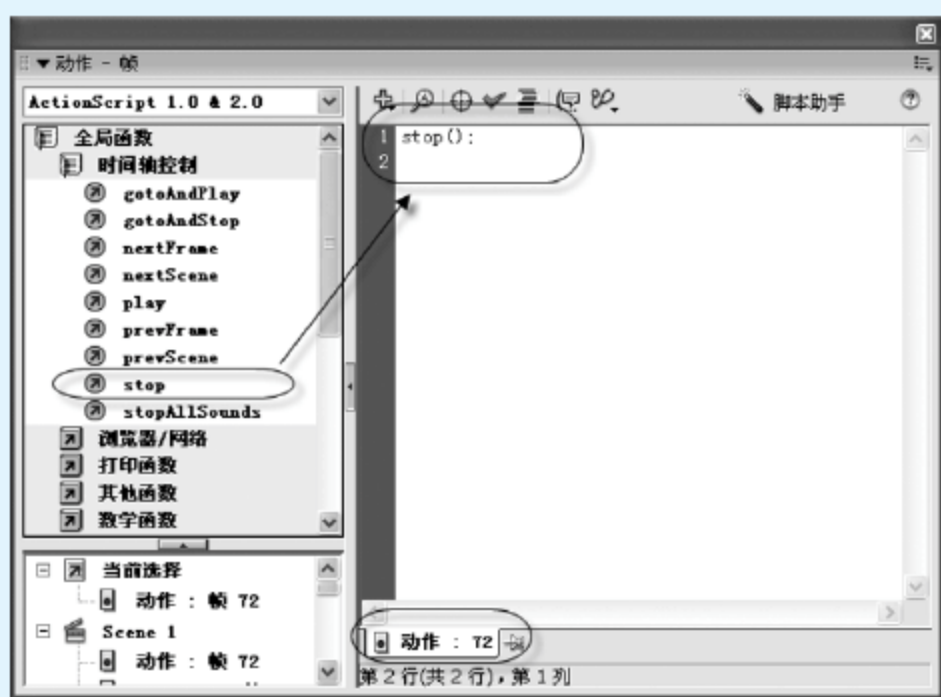 动作 - 帧
ActionScript 1.0 & 2.0
全局函数
时间轴控制
gotoAndPlay
gotoAndStop
nextFrame
nextScene
play
prevFrame
prevScene
stop
stopAllSounds
浏览器/网络
打印函数
其他函数
数学函数
当前选择
动作 : 帧 72
Scene 1
动作 : 帧 72
脚本助手
1 stop();
2
动作 : 72
第 2 行(共 2 行), 第 1 列